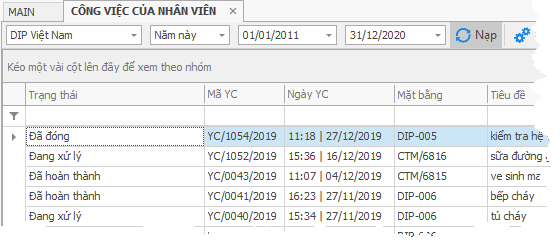 MAIN CÔNG VIỆC CỦA NHÂN VIÊN
DIP Việt Nam Năm này 01/01/2011 31/12/2020 Nạp
Kéo một vài cột lên đây để xem theo nhóm
Trạng thái Mã YC Ngày YC Mặt bằng Tiêu đề
Đã đóng YC/1054/2019 11:18 | 27/12/2019 DIP-005 kiểm tra hệ
Đang xử lý YC/1052/2019 15:36 | 16/12/2019 CTM/6816 sữa đường
Đã hoàn thành YC/0043/2019 11:07 | 04/12/2019 CTM/6815 ve sinh
Đã hoàn thành YC/0041/2019 16:23 | 27/11/2019 DIP-006 bếp cháy
Đang xử lý YC/0040/2019 15:34 | 27/11/2019 DIP-006 tủ cháy